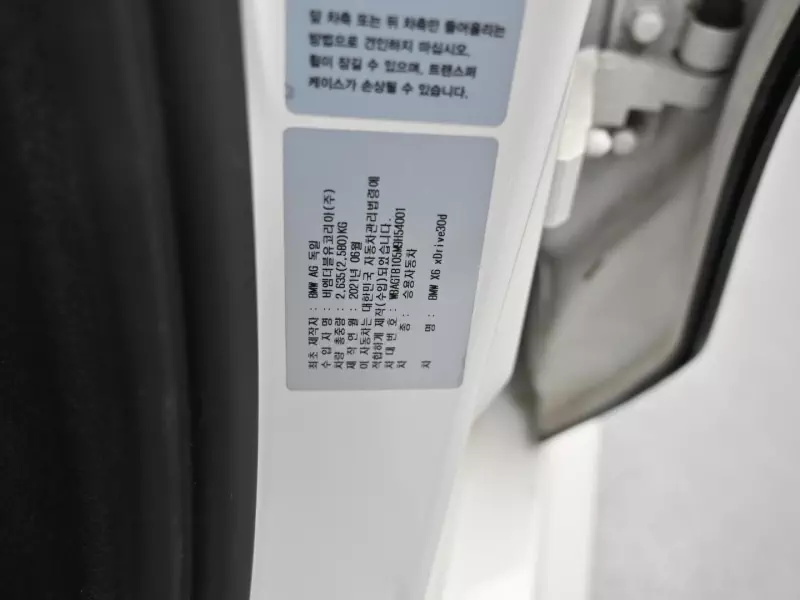 앞 차축 또는 뒤 차축만 들어올리는
방법으로 견인하지 마십시오.
휠이 잠길 수 있으며, 트랜스퍼
케이스가 손상될 수 있습니다.
최초 제작자 : BMW AG 독일
수 입 자 명 : 비엠더블유코리아(주)
차량 총중량 : 2,635(2,580)KG
제 작 연 월 : 2021년 06월
이 자동차는 대한민국 자동차관리법령에
적합하게 제작(수입)되었습니다.
차 대 번 호 : WBAGT8105M9H54001
차 종 : 승용자동차
차 명 : BMW X6 xDrive30d